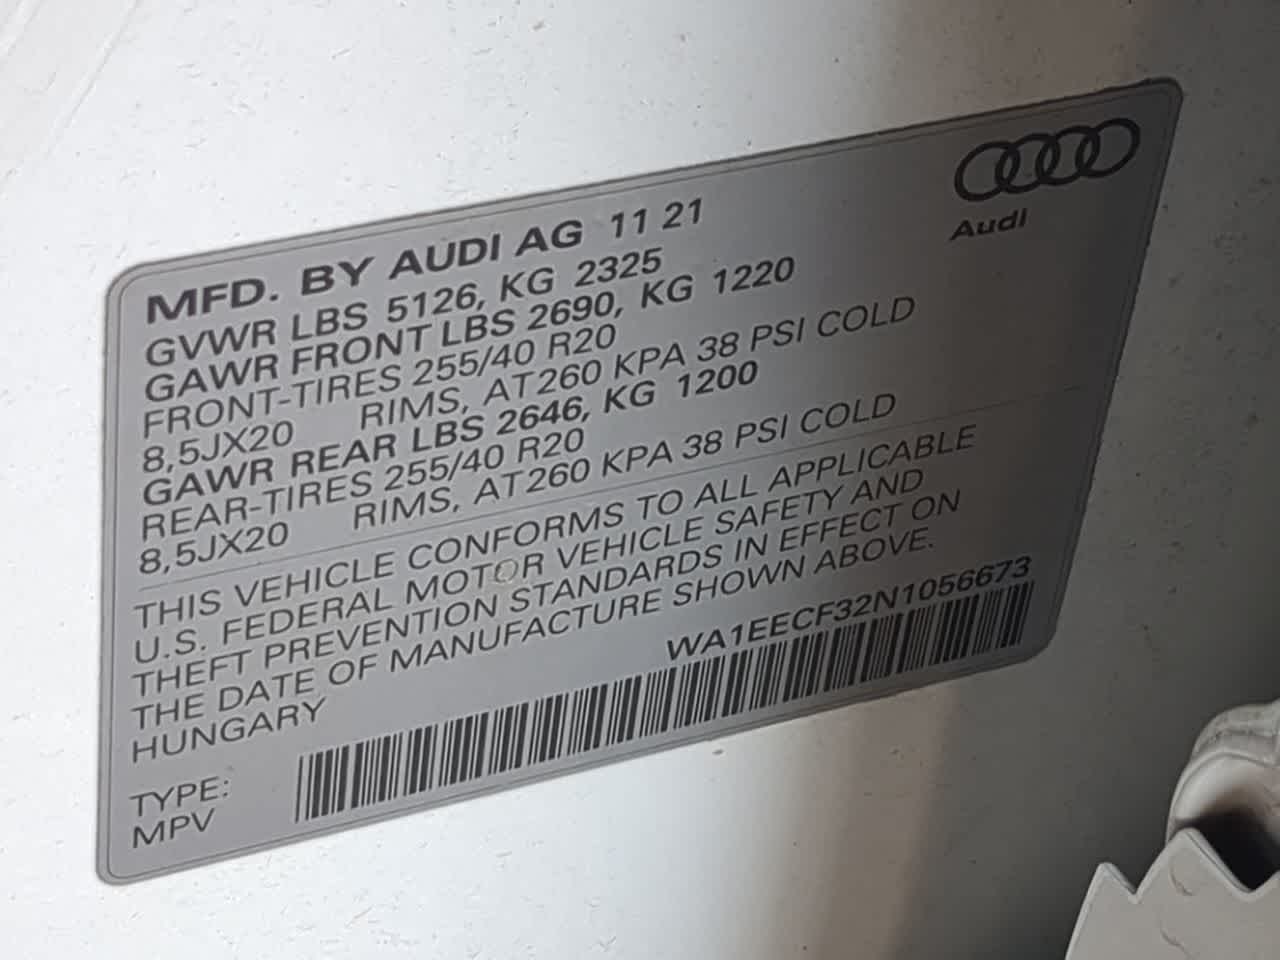 Audi
MFD. BY AUDI AG 11 21
GVWR LBS 5126, KG 2325
GAWR FRONT LBS 2690, KG 1220
FRONT-TIRES 255/40 R20
8,5JX20 RIMS, AT260 KPA 38 PSI COLD
GAWR REAR LBS 2646, KG 1200
REAR-TIRES 255/40 R20
8,5JX20 RIMS, AT260 KPA 38 PSI COLD
THIS VEHICLE CONFORMS TO ALL APPLICABLE
U.S. FEDERAL MOTOR VEHICLE SAFETY AND
THEFT PREVENTION STANDARDS IN EFFECT ON
THE DATE OF MANUFACTURE SHOWN ABOVE.
HUNGARY
WA1EECF32N1056673
TYPE:
MPV